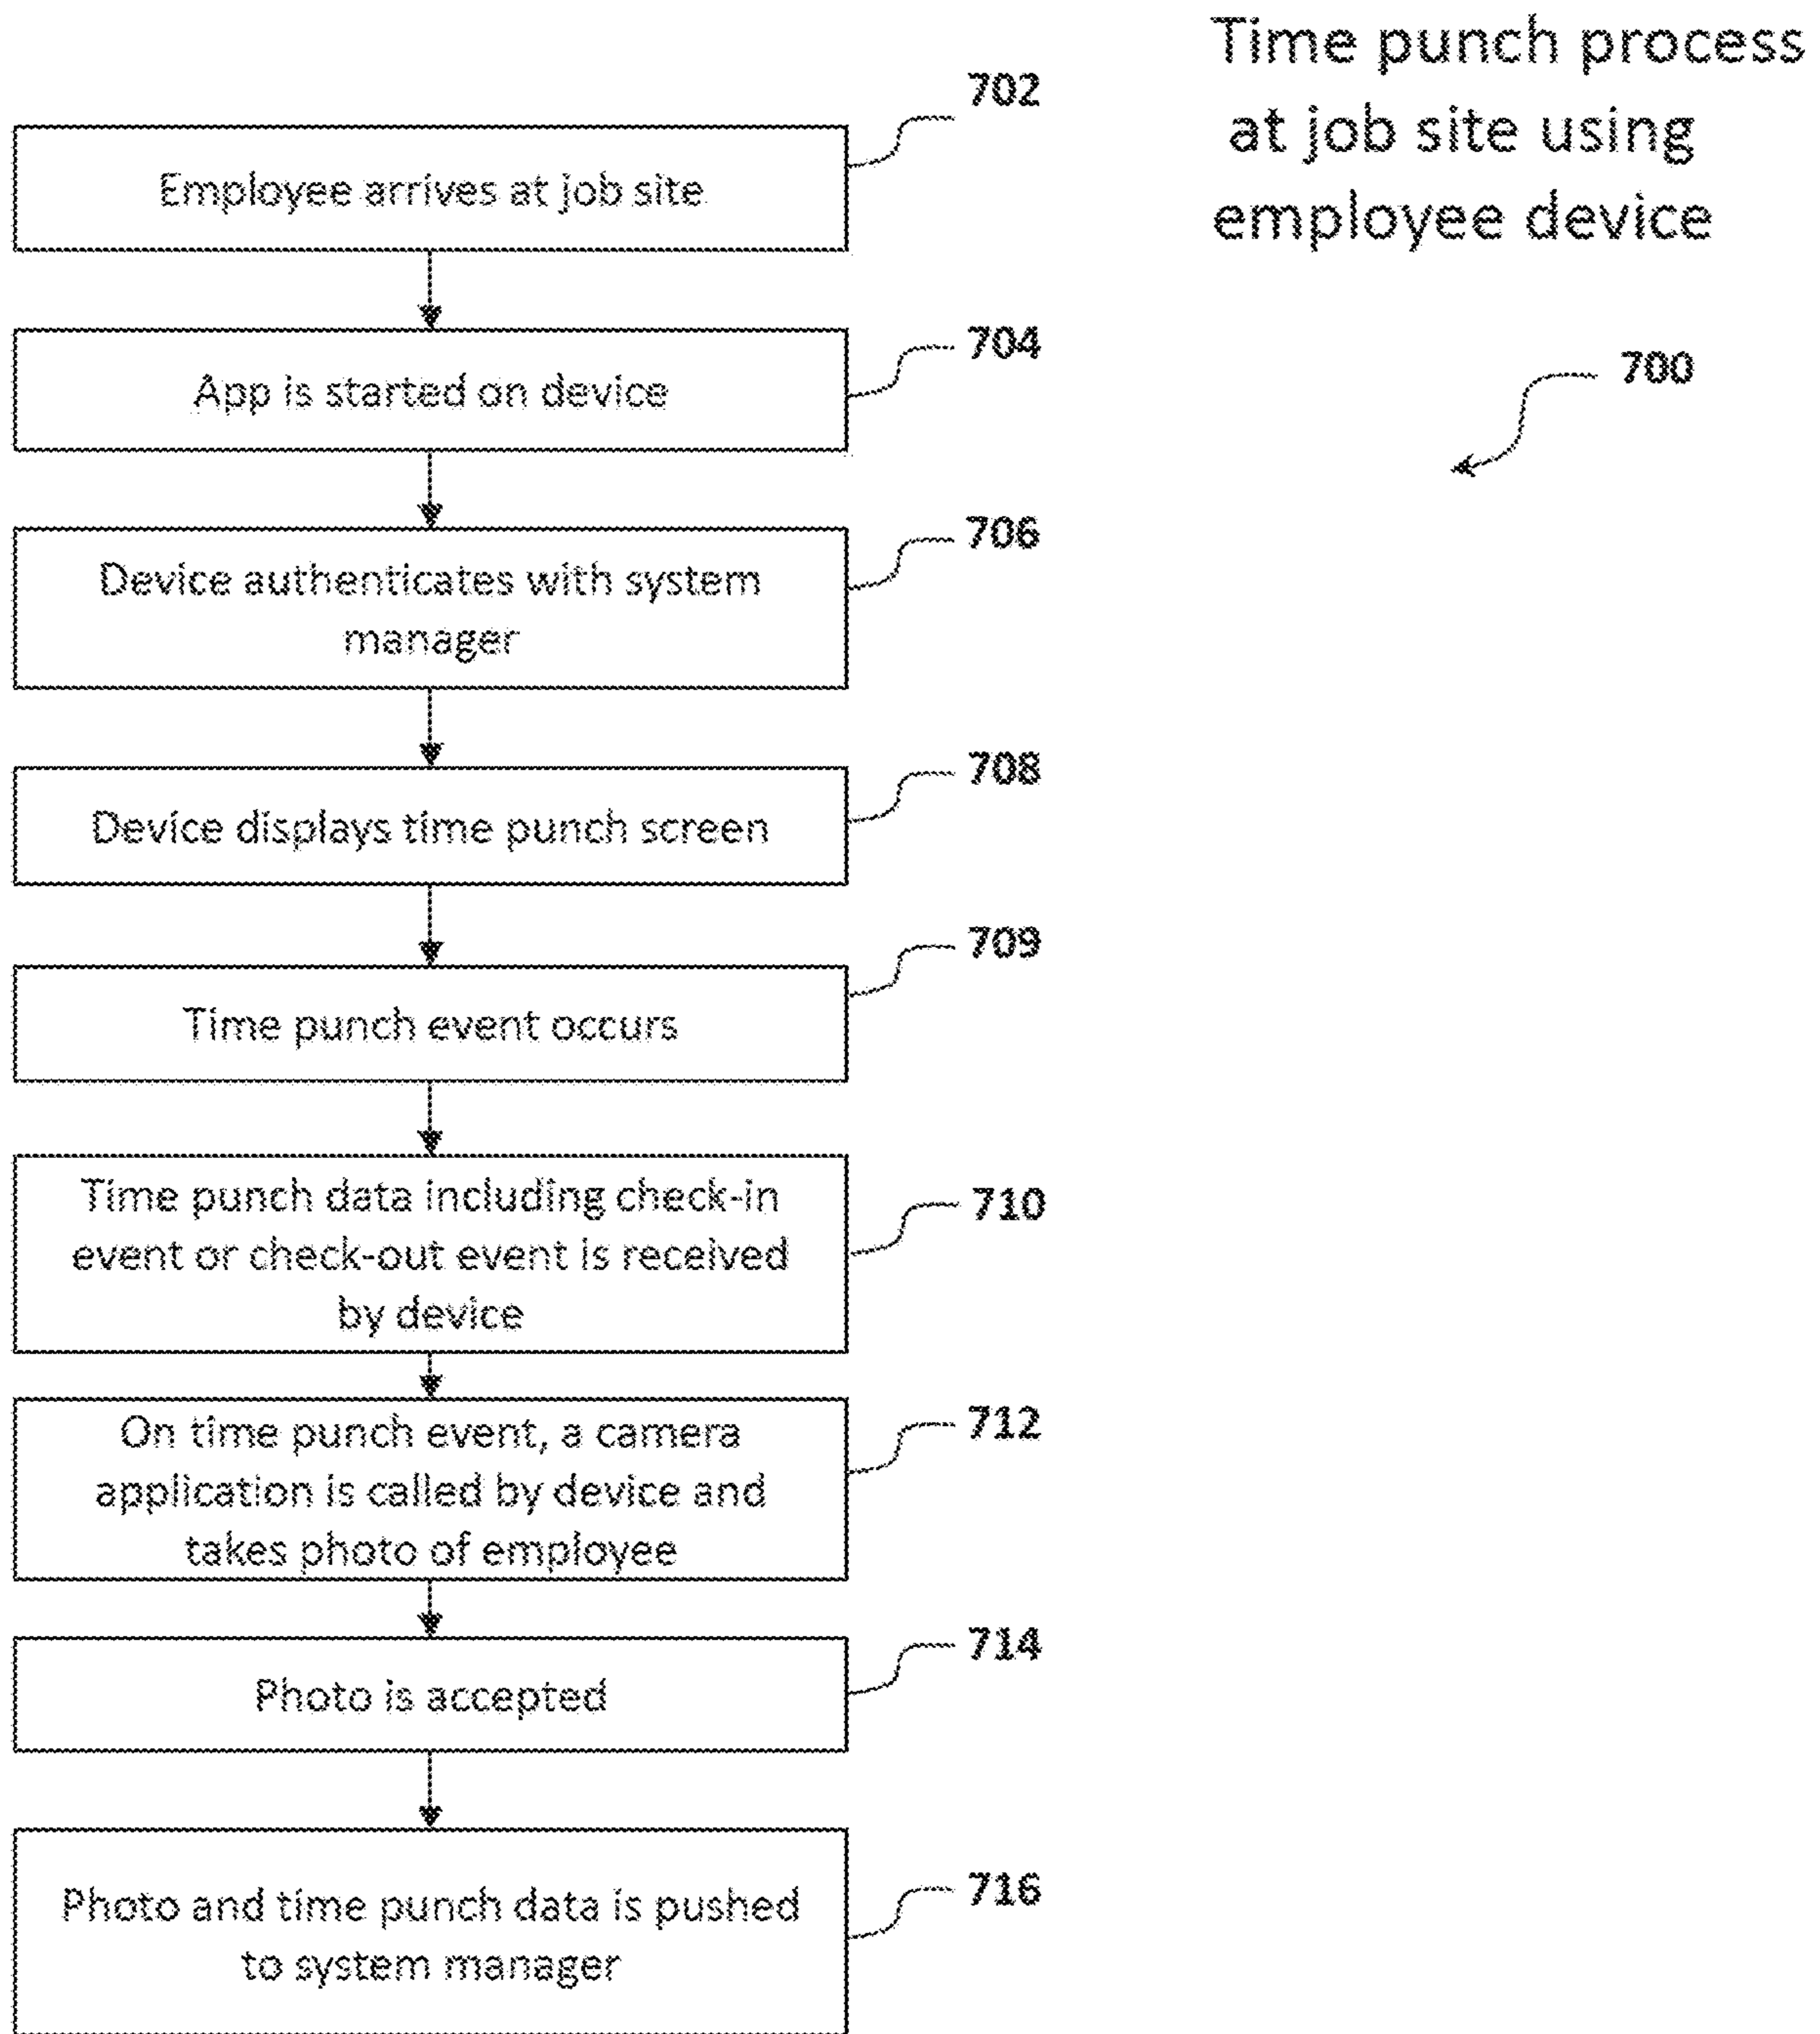 Time punch process
at job site using
employee device
700
702
Employee arrives at job site
704
App is started on device
706
Device authenticates with system
manager
708
Device displays time punch screen
709
Time punch event occurs
710
Time punch data including check-in
event or check-out event is received
by device
712
On time punch event, a camera
application is called by device and
takes photo of employee
714
Photo is accepted
716
Photo and time punch data is pushed
to system manager